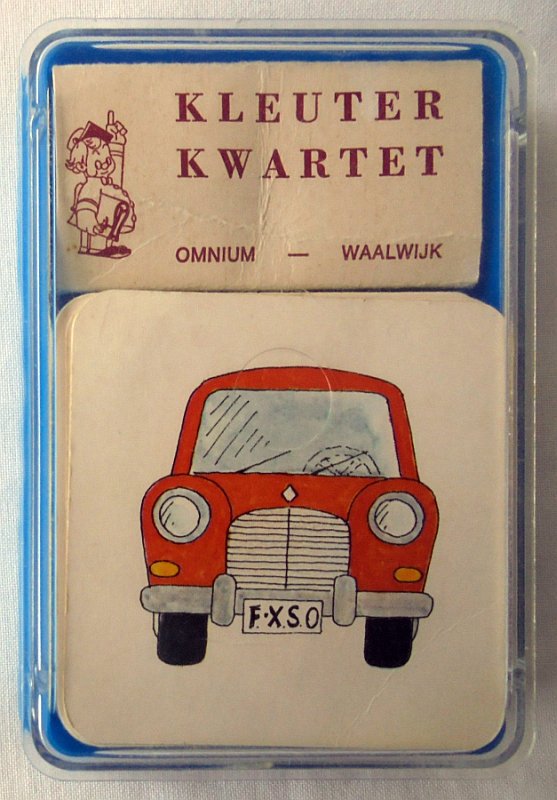 KLEUTER
KWARTET
OMNIUM — WAALWIJK
F·X.S.O